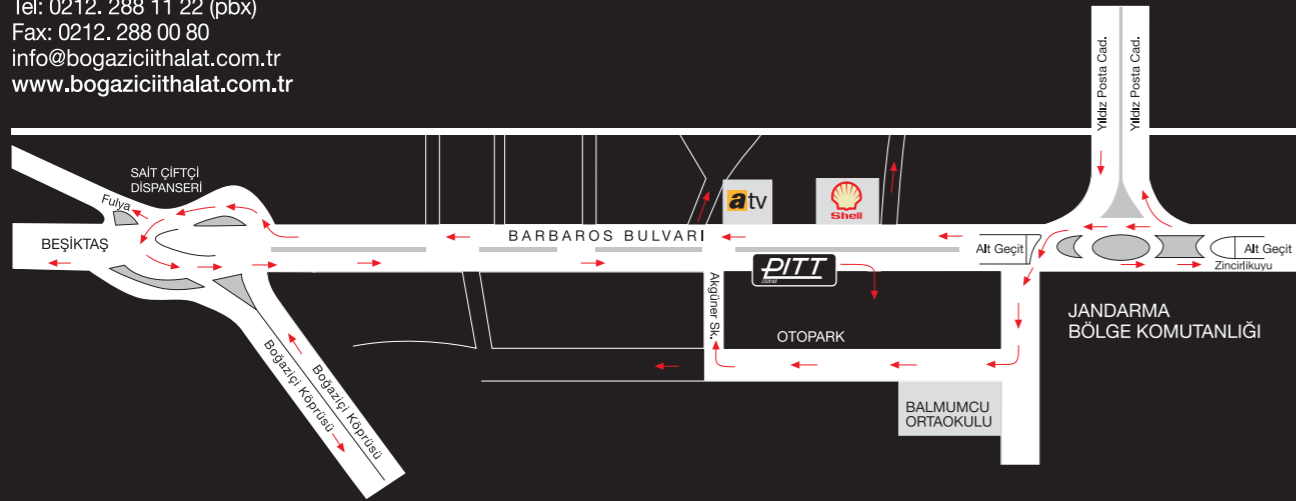 Tel: 0212. 288 11 22 (pbx)
Fax: 0212. 288 00 80
info@bogaziciithalat.com.tr
www.bogaziciithalat.com.tr
Yıldız Posta Cad.
Yıldız Posta Cad.
SAİT ÇİFTÇİ
DİSPANSERİ
Fulya
atv
Shell
BEŞİKTAŞ
BARBAROS BULVARI
Alt Geçit
Alt Geçit
Zincirlikuyu
PITT
Akgüner Sk.
OTOPARK
JANDARMA
BÖLGE KOMUTANLIĞI
Boğaziçi Köprüsü
Boğaziçi Köprüsü
BALMUMCU
ORTAOKULU